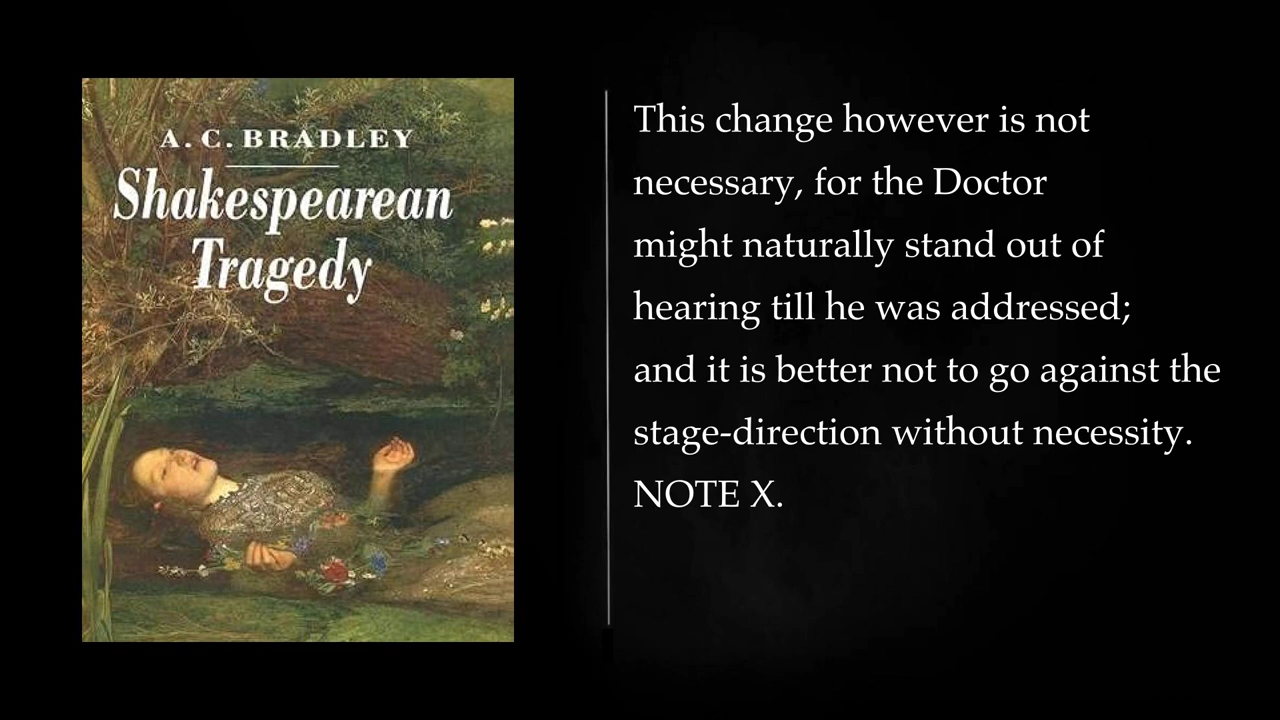 A. C. BRADLEY
Shakespearean
Tragedy
This change however is not
necessary, for the Doctor
might naturally stand out of
hearing till he was addressed;
and it is better not to go against the
stage-direction without necessity.
NOTE X.